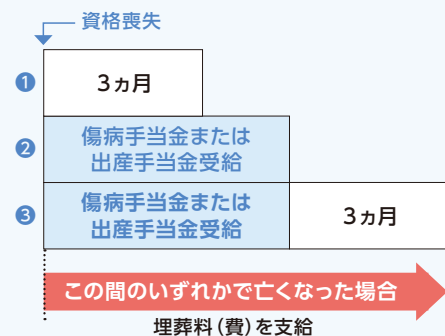 資格喪失
❶
3ヵ月
❷
傷病手当金または
出産手当金受給
❸
傷病手当金または
出産手当金受給
3ヵ月
この間のいずれかで亡くなった場合
埋葬料(費)を支給